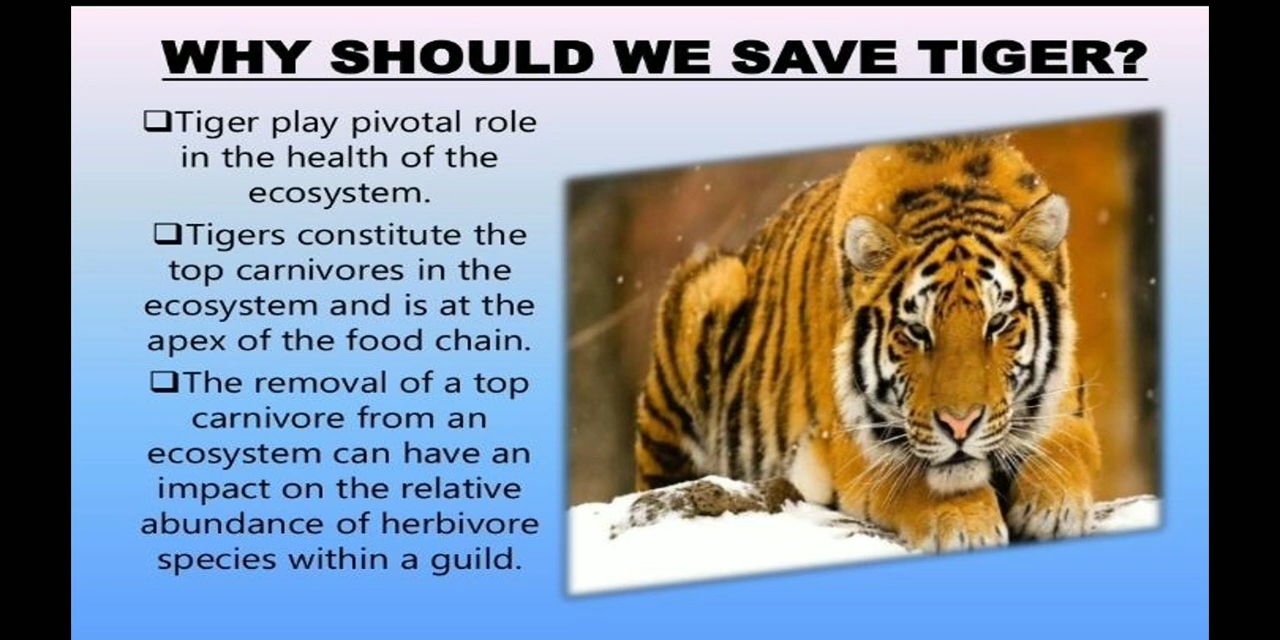 WHY SHOULD WE SAVE TIGER?
❑Tiger play pivotal role
in the health of the
ecosystem.
❑Tigers constitute the
top carnivores in the
ecosystem and is at the
apex of the food chain.
❑The removal of a top
carnivore from an
ecosystem can have an
impact on the relative
abundance of herbivore
species within a guild.